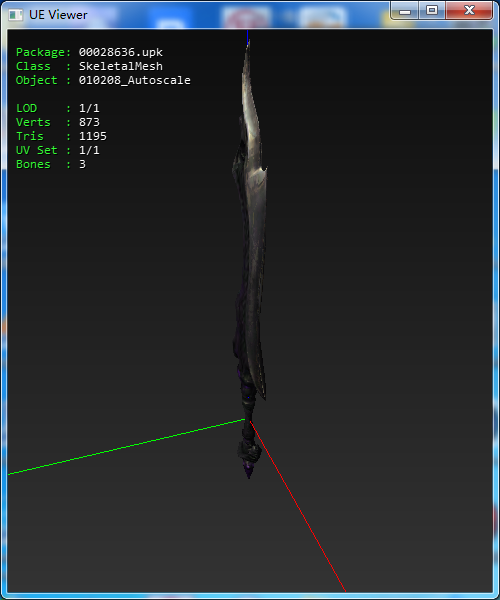 UE Viewer
Package: 00028636.upk
Class : SkeletalMesh
Object : 010208_Autoscale
LOD : 1/1
Verts : 873
Tris : 1195
UV Set : 1/1
Bones : 3